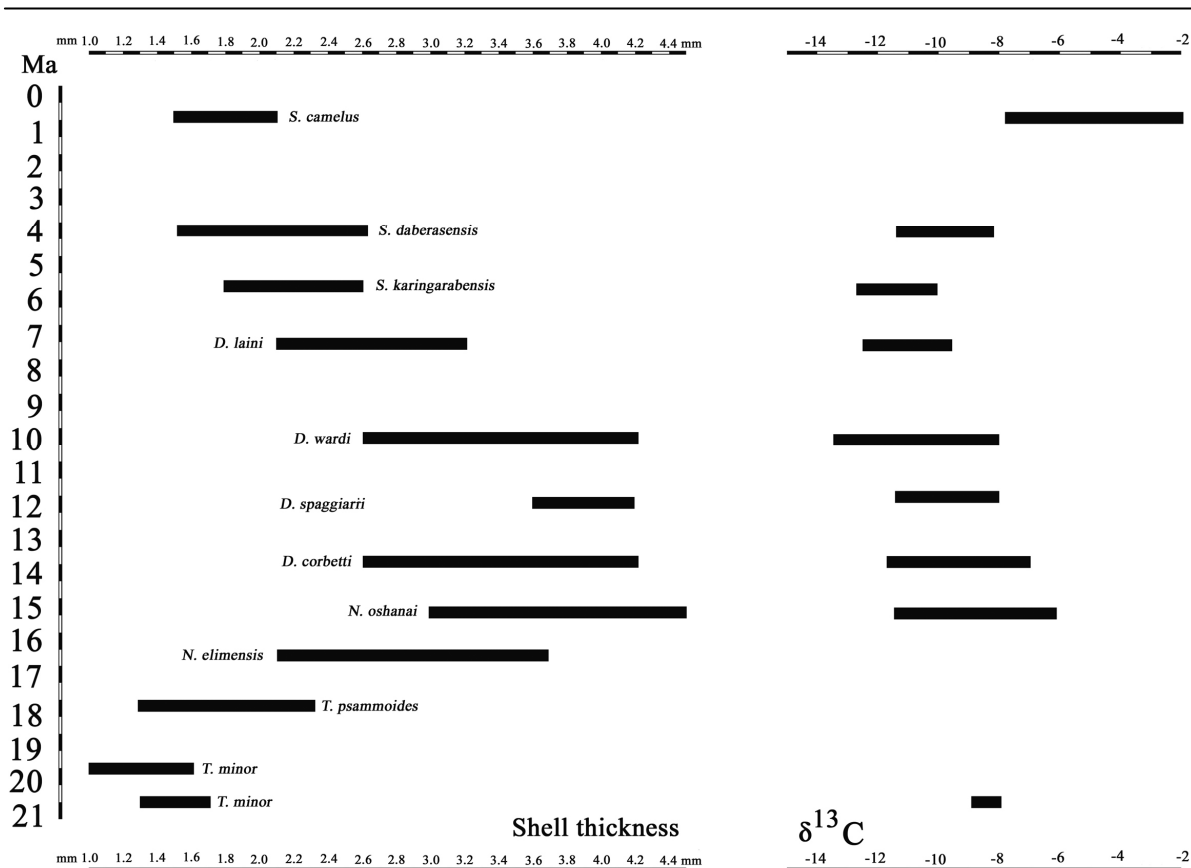 mm 1.0 1.2 1.4 1.6 1.8 2.0 2.2 2.4 2.6 2.8 3.0 3.2 3.4 3.6 3.8 4.0 4.2 4.4 mm -14 -12 -10 -8 -6 -4 -2
Ma
0
S. camelus
1
2
3
4 S. daberasensis
5
S. karingarabensis
6
7 D. laini
8
9
10 D. wardi
11
12 D. spaggiarii
13
D. corbetti
14
15 N. oshanai
16
N. elimensis
17
18 T. psammoides
19
T. minor
20
T. minor
21
Shell thickness δ13C
mm 1.0 1.2 1.4 1.6 1.8 2.0 2.2 2.4 2.6 2.8 3.0 3.2 3.4 3.6 3.8 4.0 4.2 4.4 mm -14 -12 -10 -8 -6 -4 -2